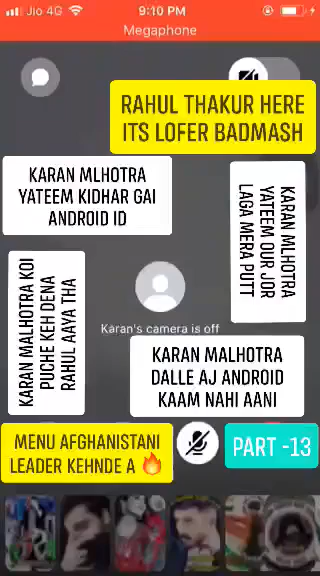 Jio 4G 9:10 PM
Megaphone
RAHUL THAKUR HERE
ITS LOFER BADMASH
KARAN MLHOTRA
YATEEM KIDHAR GAI
ANDROID ID
KARAN MLHOTRA
YATEEM OUR JOR
LAGA MERA PUTT
KARAN MALHOTRA KOI
PUCHE KEH DENA
RAHUL AAYA THA
Karan's camera is off
KARAN MALHOTRA
DALLE AJ ANDROID
KAAM NAHI AANI
MENU AFGHANISTANI
LEADER KEHNDE A 🔥
PART -13